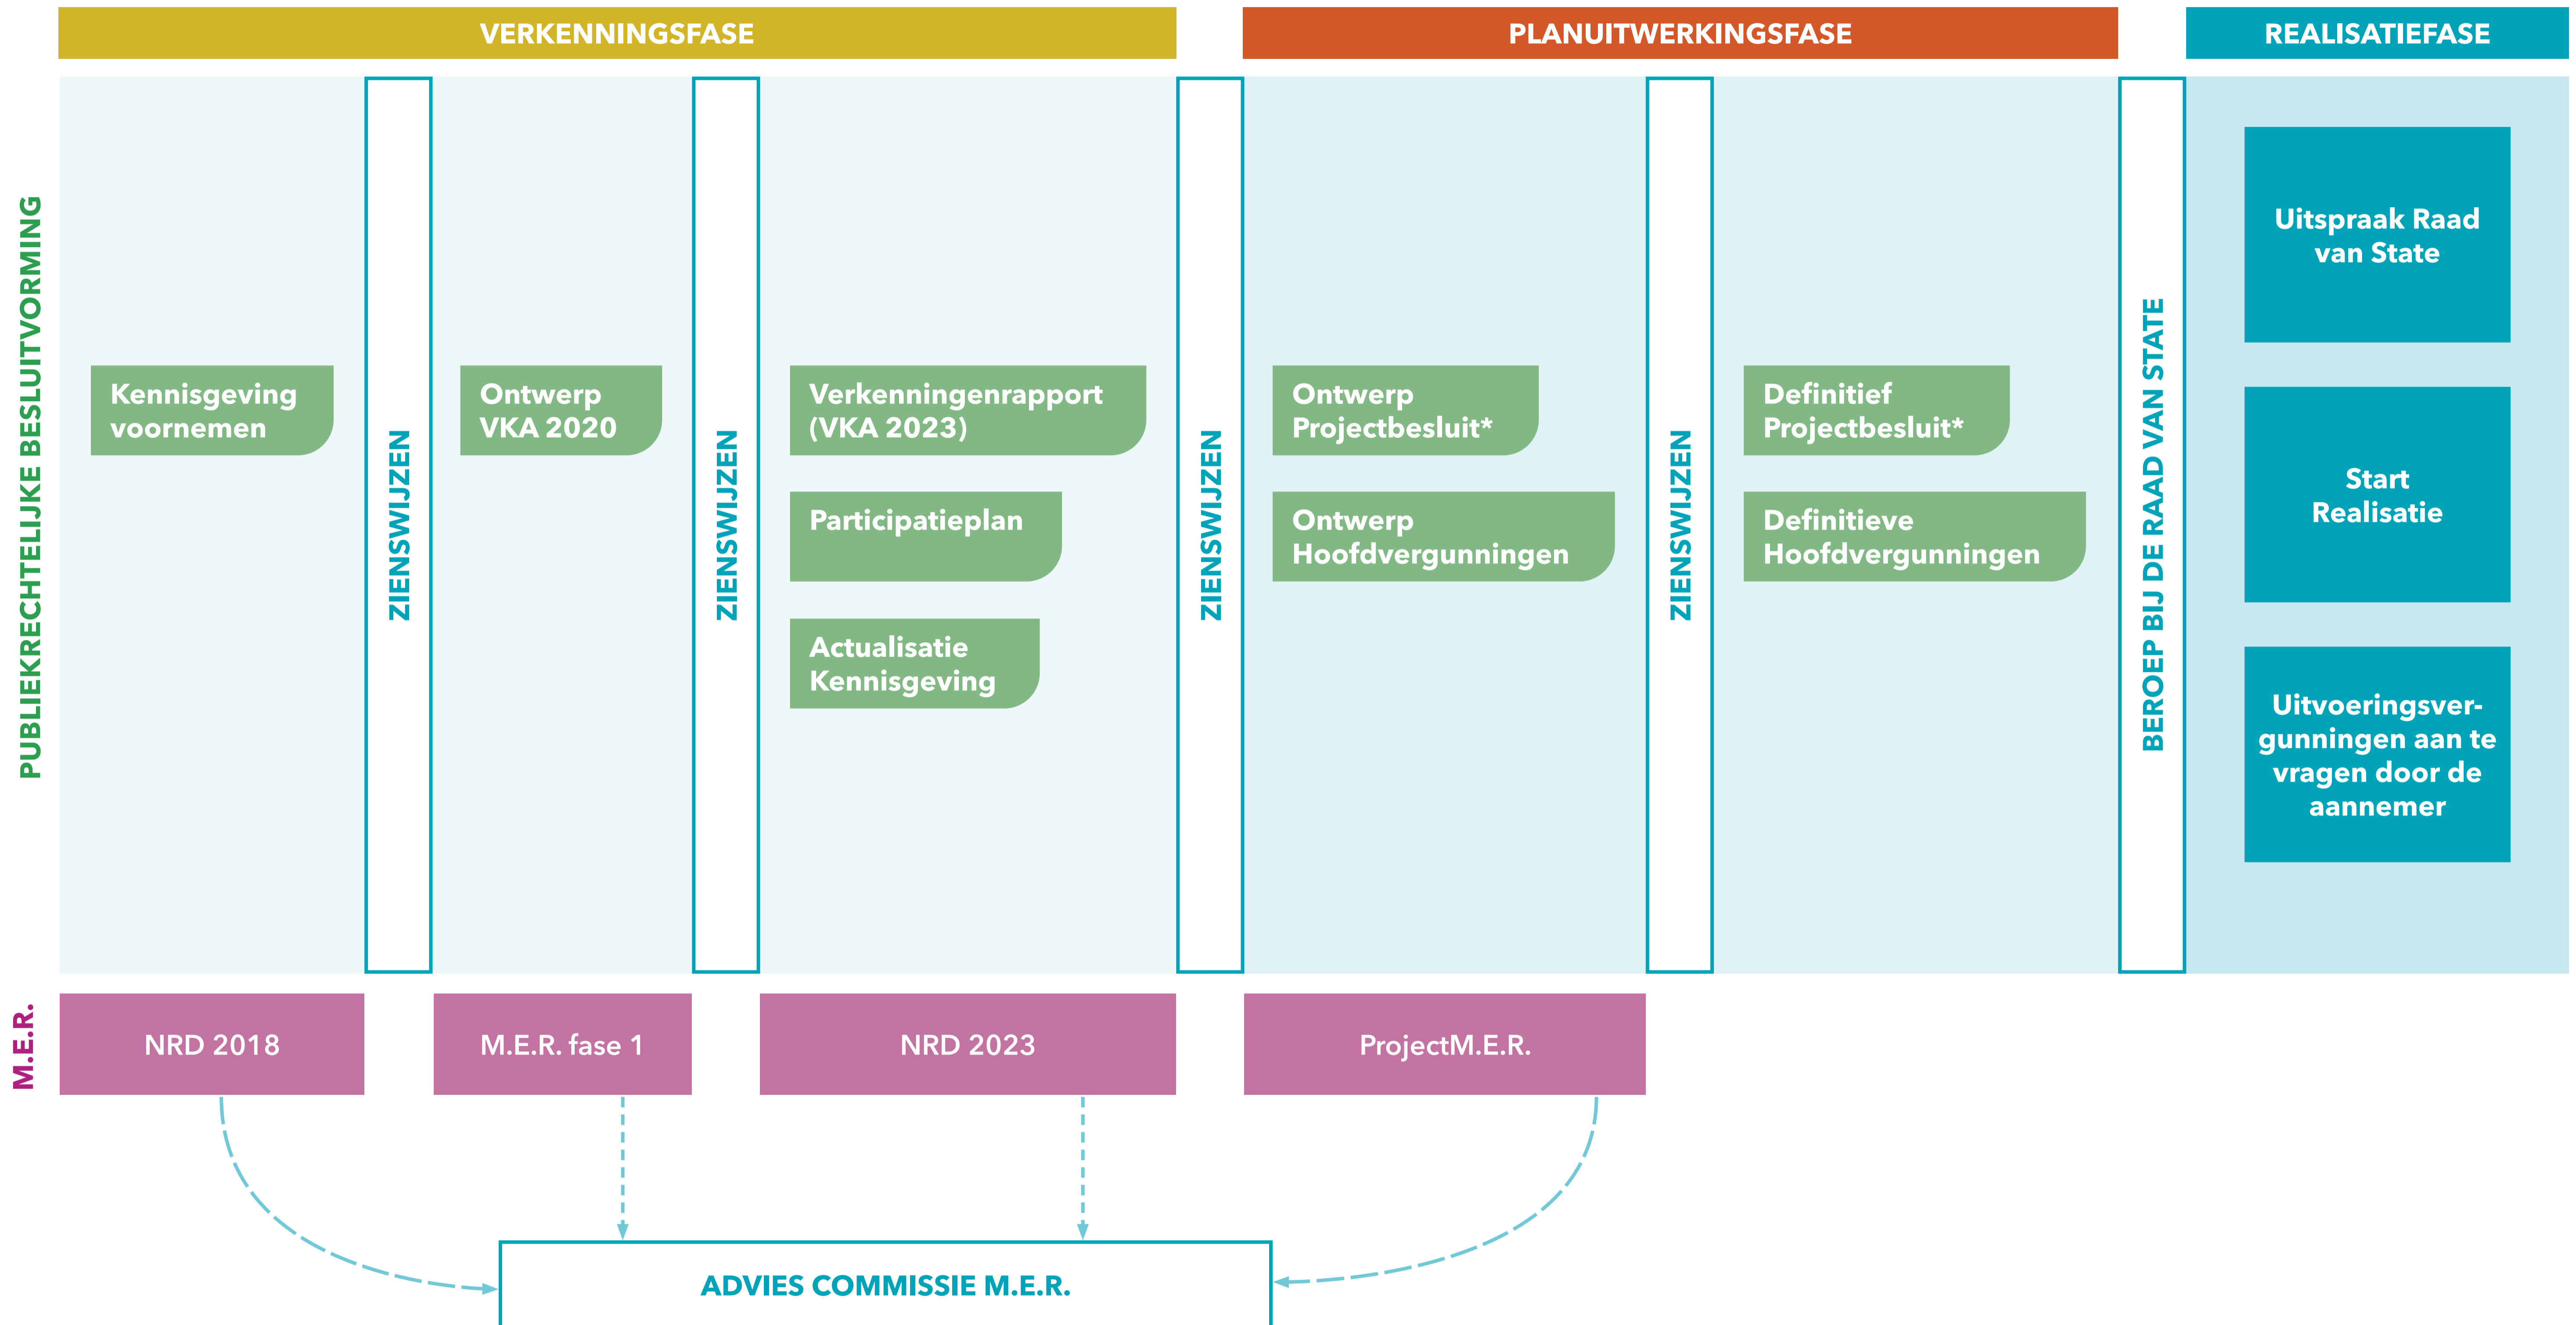 VERKENNINGSFASE
PLANUITWERKINGSFASE
REALISATIEFASE
PUBLIEKRECHTELIJKE BESLUITVORMING
Kennisgeving
voornemen
ZIENSWIJZEN
Ontwerp
VKA 2020
ZIENSWIJZEN
Verkenningenrapport
(VKA 2023)
Participatieplan
Actualisatie
Kennisgeving
ZIENSWIJZEN
Ontwerp
Projectbesluit*
Ontwerp
Hoofdvergunningen
ZIENSWIJZEN
Definitief
Projectbesluit*
Definitieve
Hoofdvergunningen
BEROEP BIJ DE RAAD VAN STATE
Uitspraak Raad
van State
Start
Realisatie
Uitvoeringsver-
gunningen aan te
vragen door de
aannemer
M.E.R.
NRD 2018
M.E.R. fase 1
NRD 2023
ProjectM.E.R.
ADVIES COMMISSIE M.E.R.